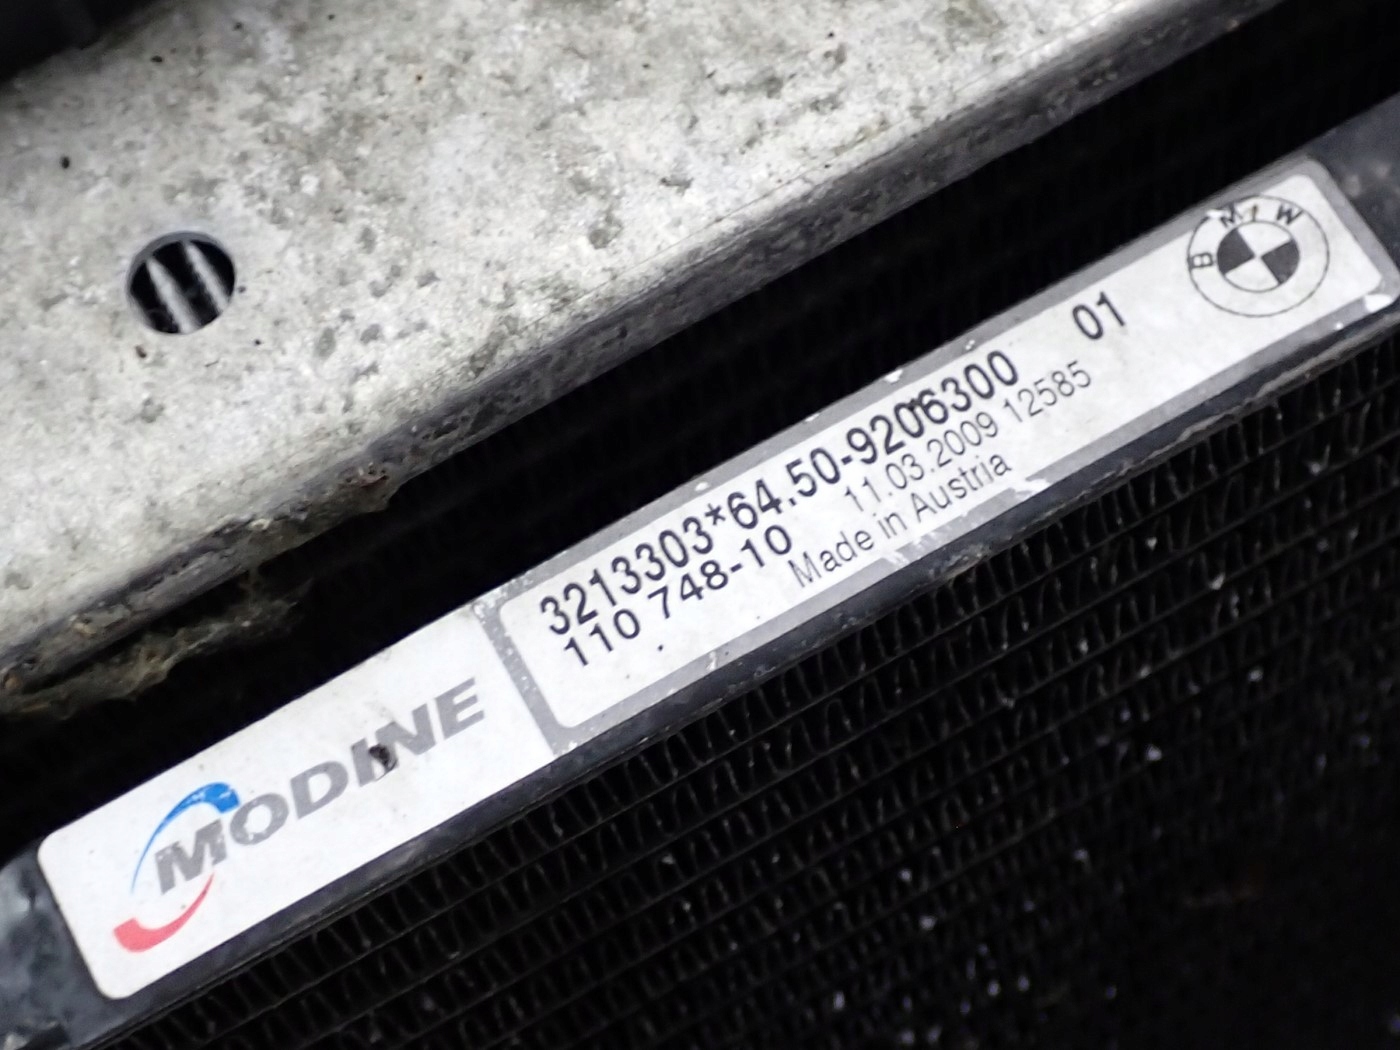 MODINE
3213303*64.50-9206300 01
110 748-10 11.03.2009 12585
Made in Austria
BMW